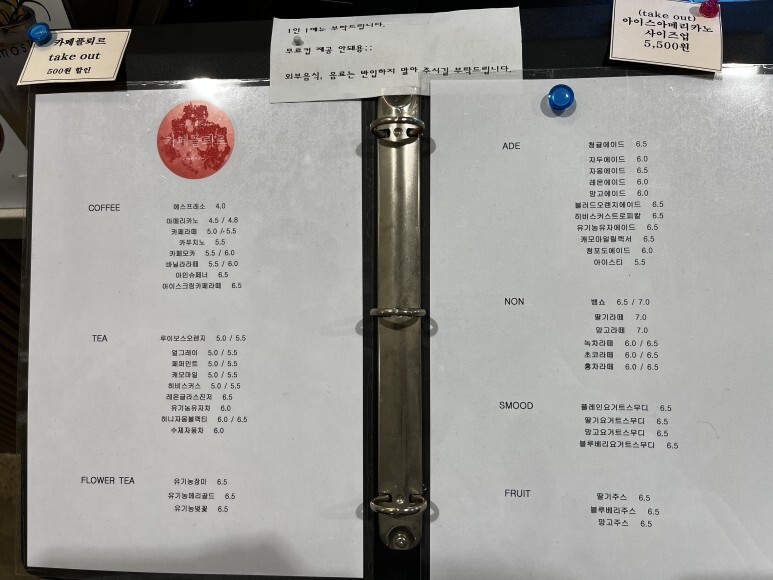 카페플뢰르
take out
500원 할인
1인 1메뉴 부탁드립니다.
무료컵 제공 안돼용;;
외부음식, 음료는 반입하지 말아 주시길 부탁드립니다.
(take out)
아이스아메리카노
사이즈업
5,500원
카페플뢰르
COFFEE
에스프레소 4.0
아메리카노 4.5 / 4.8
카페라떼 5.0 / 5.5
카푸치노 5.5
카페모카 5.5 / 6.0
바닐라라떼 5.5 / 6.0
아인슈페너 6.5
아이스크림카페라떼 6.5
TEA
루이보스오렌지 5.0 / 5.5
얼그레이 5.0 / 5.5
페퍼민트 5.0 / 5.5
캐모마일 5.0 / 5.5
히비스커스 5.0 / 5.5
레몬글라스진저 6.5
유기농유자차 6.0
허니자몽블랙티 6.0 / 6.5
수제자몽차 6.0
FLOWER TEA
유기농장미 6.5
유기농메리골드 6.5
유기농벚꽃 6.5
ADE
청귤에이드 6.5
자두에이드 6.0
자몽에이드 6.5
레몬에이드 6.0
망고에이드 6.0
블러드오렌지에이드 6.5
히비스커스트로피칼 6.5
유기농유자에이드 6.5
캐모마일릴렉서 6.5
청포도에이드 6.0
아이스티 5.5
NON
뱅쇼 6.5 / 7.0
딸기라떼 7.0
망고라떼 7.0
녹차라떼 6.0 / 6.5
초코라떼 6.0 / 6.5
홍차라떼 6.0 / 6.5
SMOOD
플레인요거트스무디 6.5
딸기요거트스무디 6.5
망고요거트스무디 6.5
블루베리요거트스무디 6.5
FRUIT
딸기주스 6.5
블루베리주스 6.5
망고주스 6.5